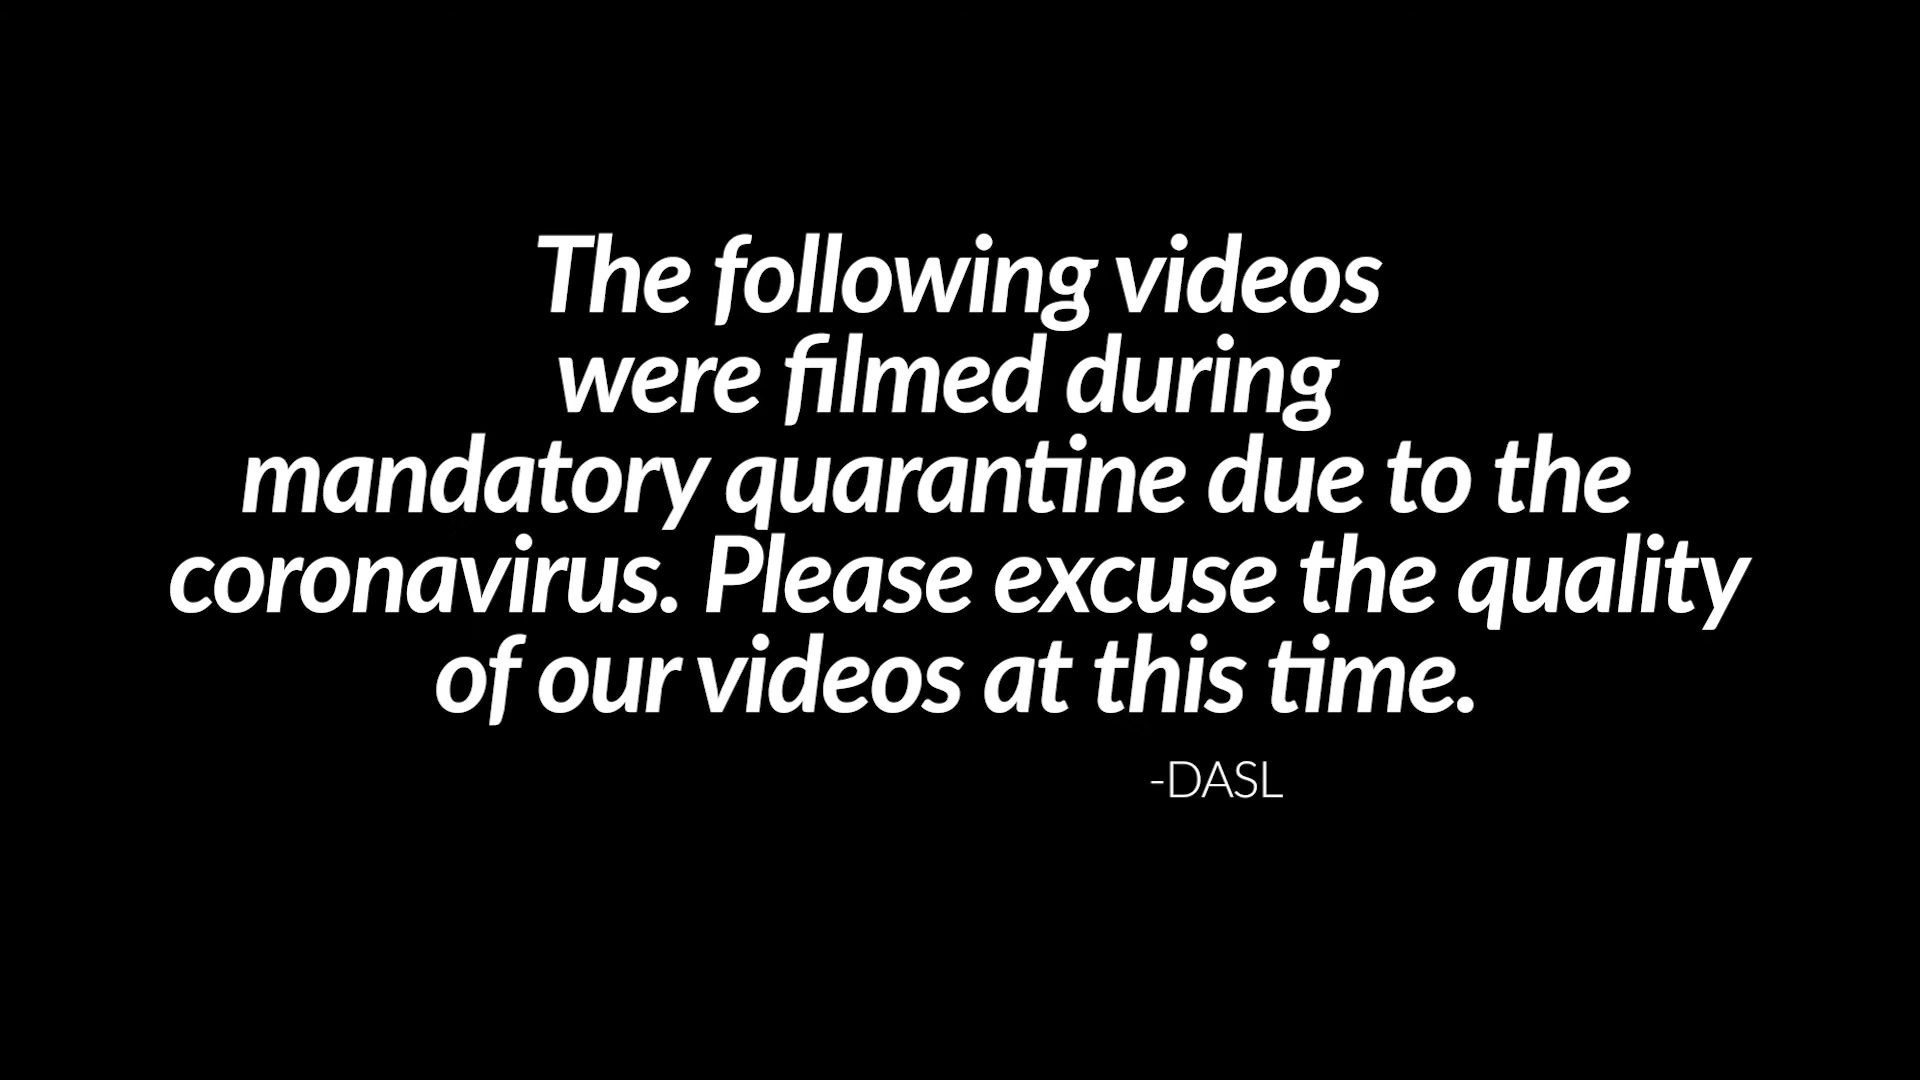 The following videos
were filmed during
mandatory quarantine due to the
coronavirus. Please excuse the quality
of our videos at this time.
-DASL